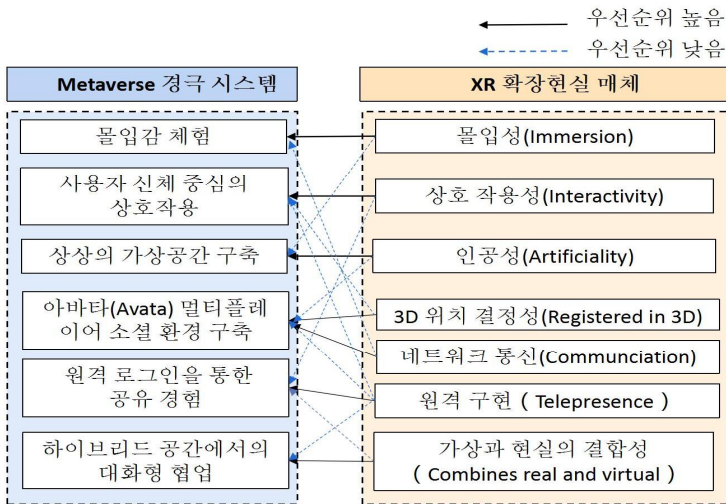 우선순위 높음
우선순위 낮음
Metaverse 경극 시스템
XR 확장현실 매체
몰입감 체험
사용자 신체 중심의
상호작용
상상의 가상공간 구축
아바타(Avata) 멀티플레
이어 소셜 환경 구축
원격 로그인을 통한
공유 경험
하이브리드 공간에서의
대화형 협업
몰입성(Immersion)
상호 작용성(Interactivity)
인공성(Artificiality)
3D 위치 결정성(Registered in 3D)
네트워크 통신(Communciation)
원격 구현 ( Telepresence )
가상과 현실의 결합성
( Combines real and virtual )